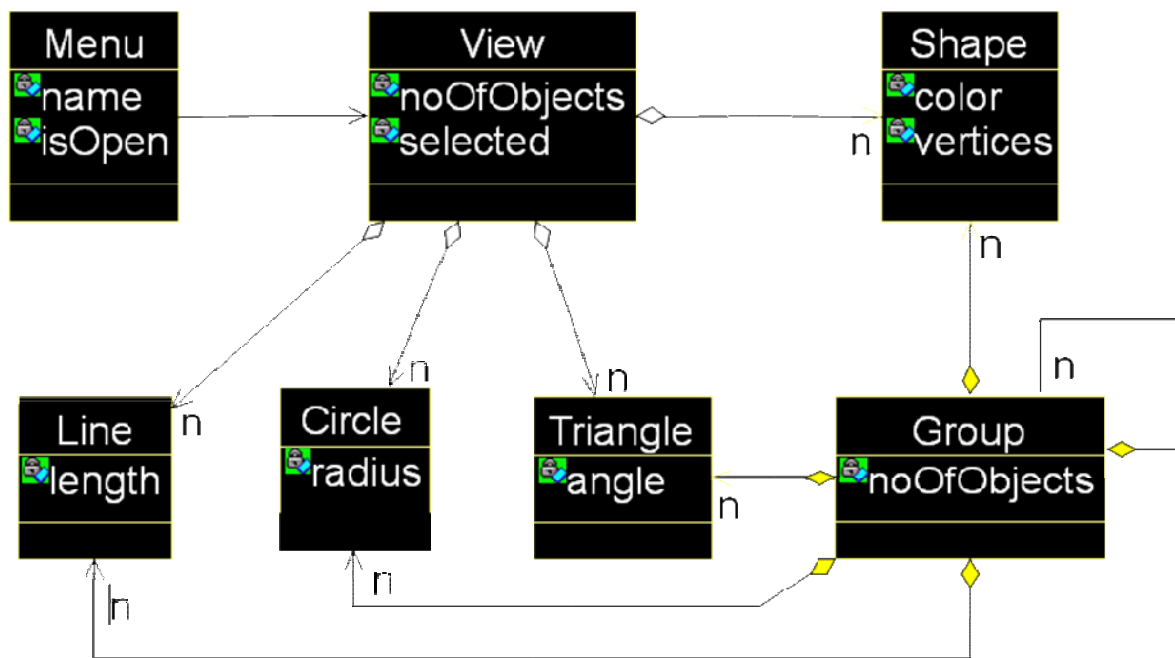 Menu
name
isOpen
View
noOfObjects
selected
Shape
color
vertices
n
n
n
n
n
n
Line
length
Circle
radius
Triangle
angle
Group
noOfObjects
n
n
n